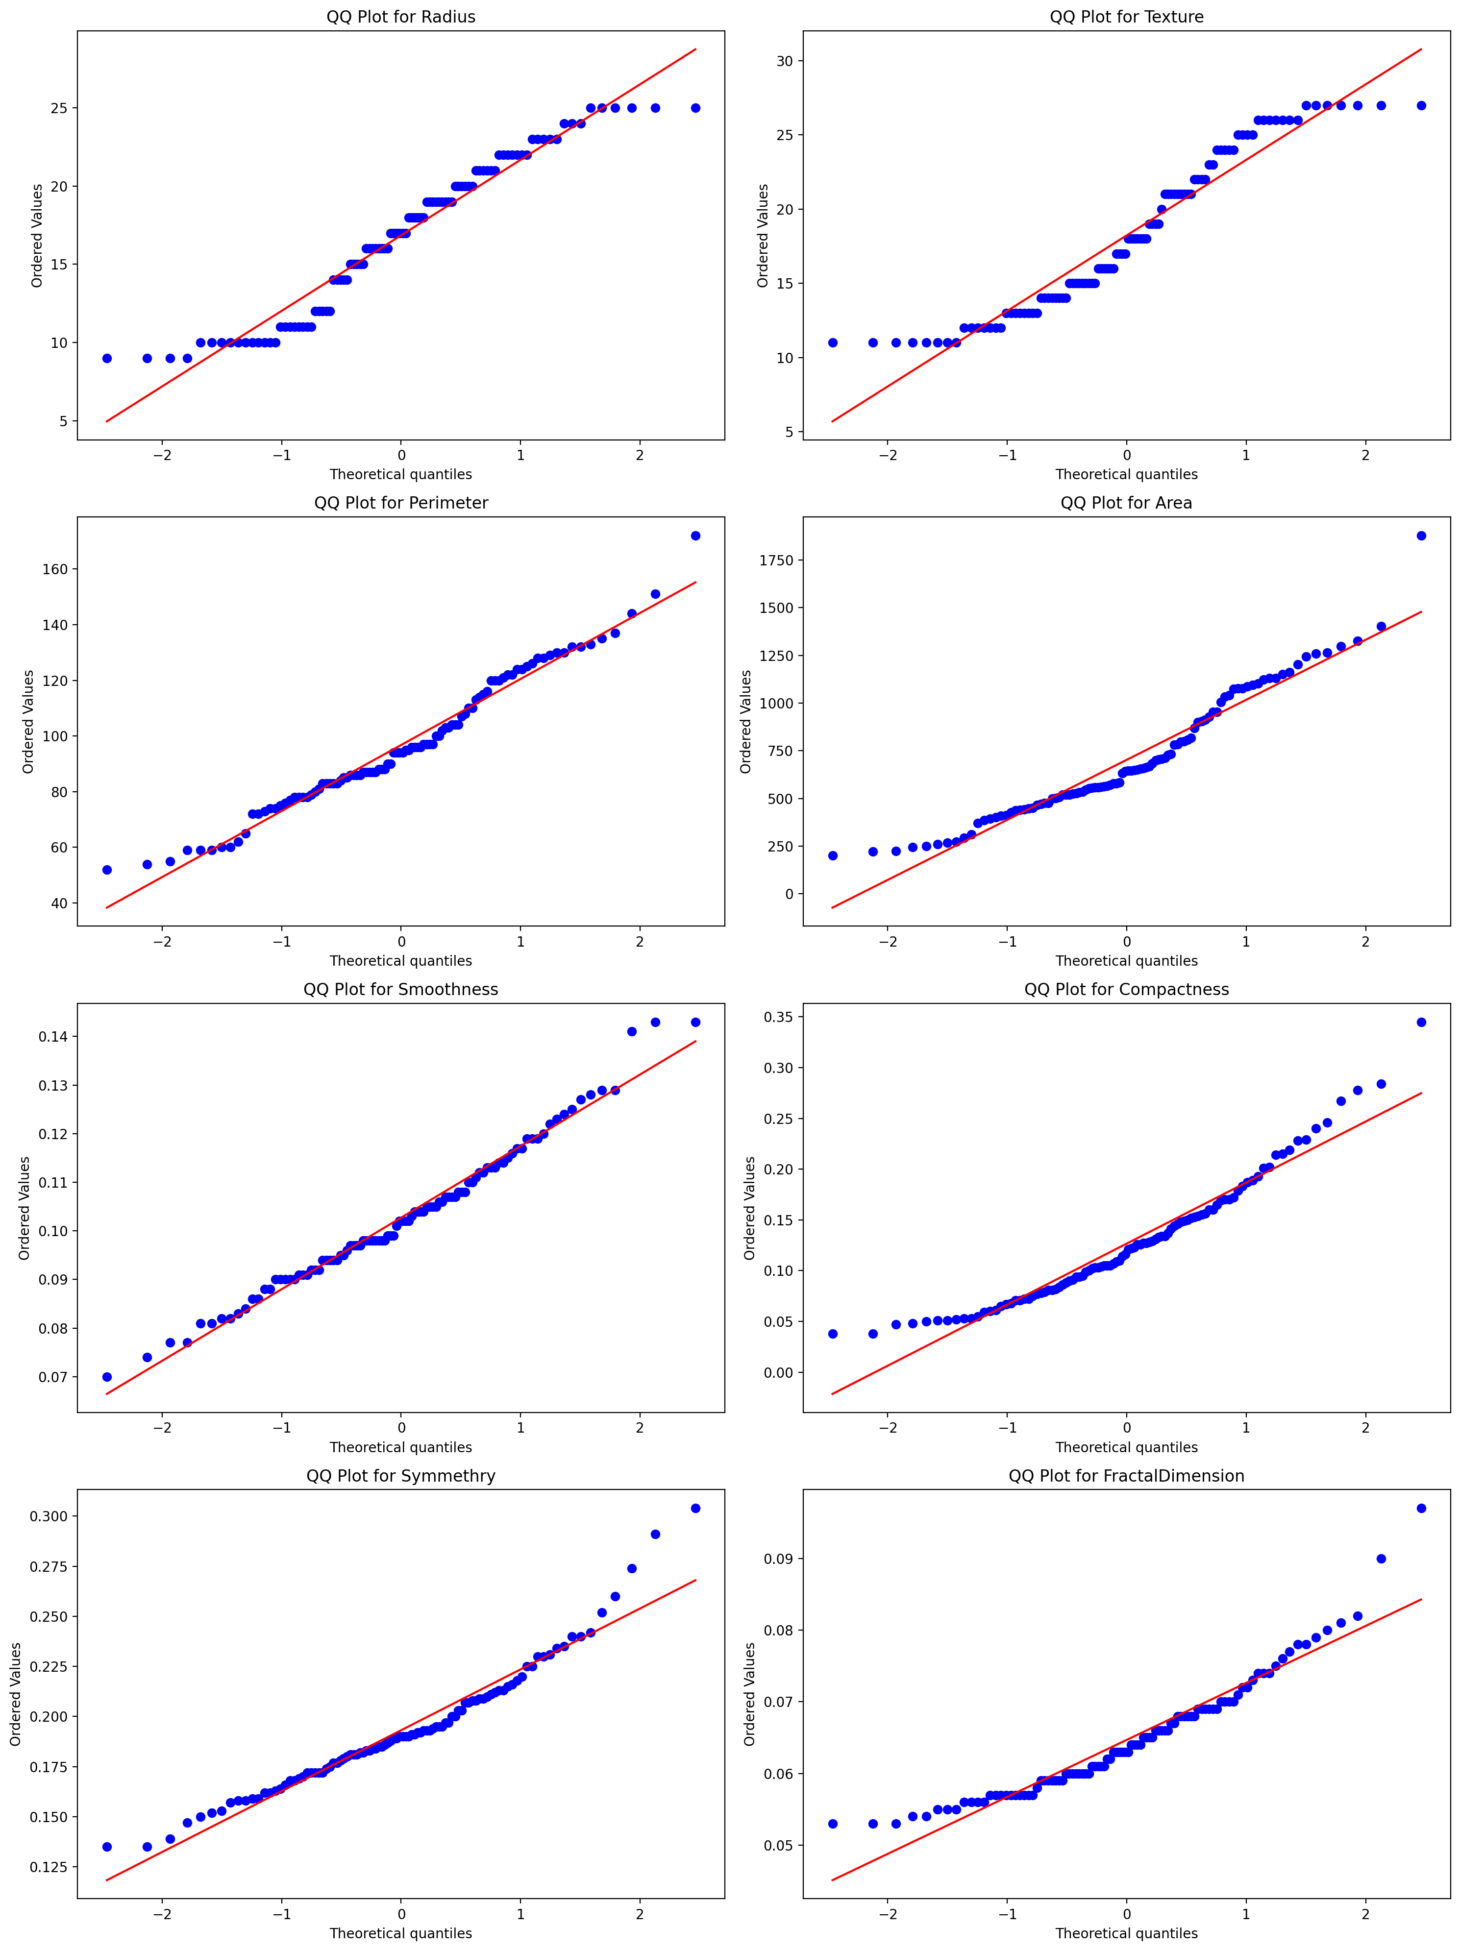 QQ Plot for Radius
Ordered Values
25
20
15
10
5
−2 −1 0 1 2
Theoretical quantiles
QQ Plot for Texture
Ordered Values
30
25
20
15
10
5
−2 −1 0 1 2
Theoretical quantiles
QQ Plot for Perimeter
Ordered Values
160
140
120
100
80
60
40
−2 −1 0 1 2
Theoretical quantiles
QQ Plot for Area
Ordered Values
1750
1500
1250
1000
750
500
250
0
−2 −1 0 1 2
Theoretical quantiles
QQ Plot for Smoothness
Ordered Values
0.14
0.13
0.12
0.11
0.10
0.09
0.08
0.07
−2 −1 0 1 2
Theoretical quantiles
QQ Plot for Compactness
Ordered Values
0.35
0.30
0.25
0.20
0.15
0.10
0.05
0.00
−2 −1 0 1 2
Theoretical quantiles
QQ Plot for Symmethry
Ordered Values
0.300
0.275
0.250
0.225
0.200
0.175
0.150
0.125
−2 −1 0 1 2
Theoretical quantiles
QQ Plot for FractalDimension
Ordered Values
0.09
0.08
0.07
0.06
0.05
−2 −1 0 1 2
Theoretical quantiles